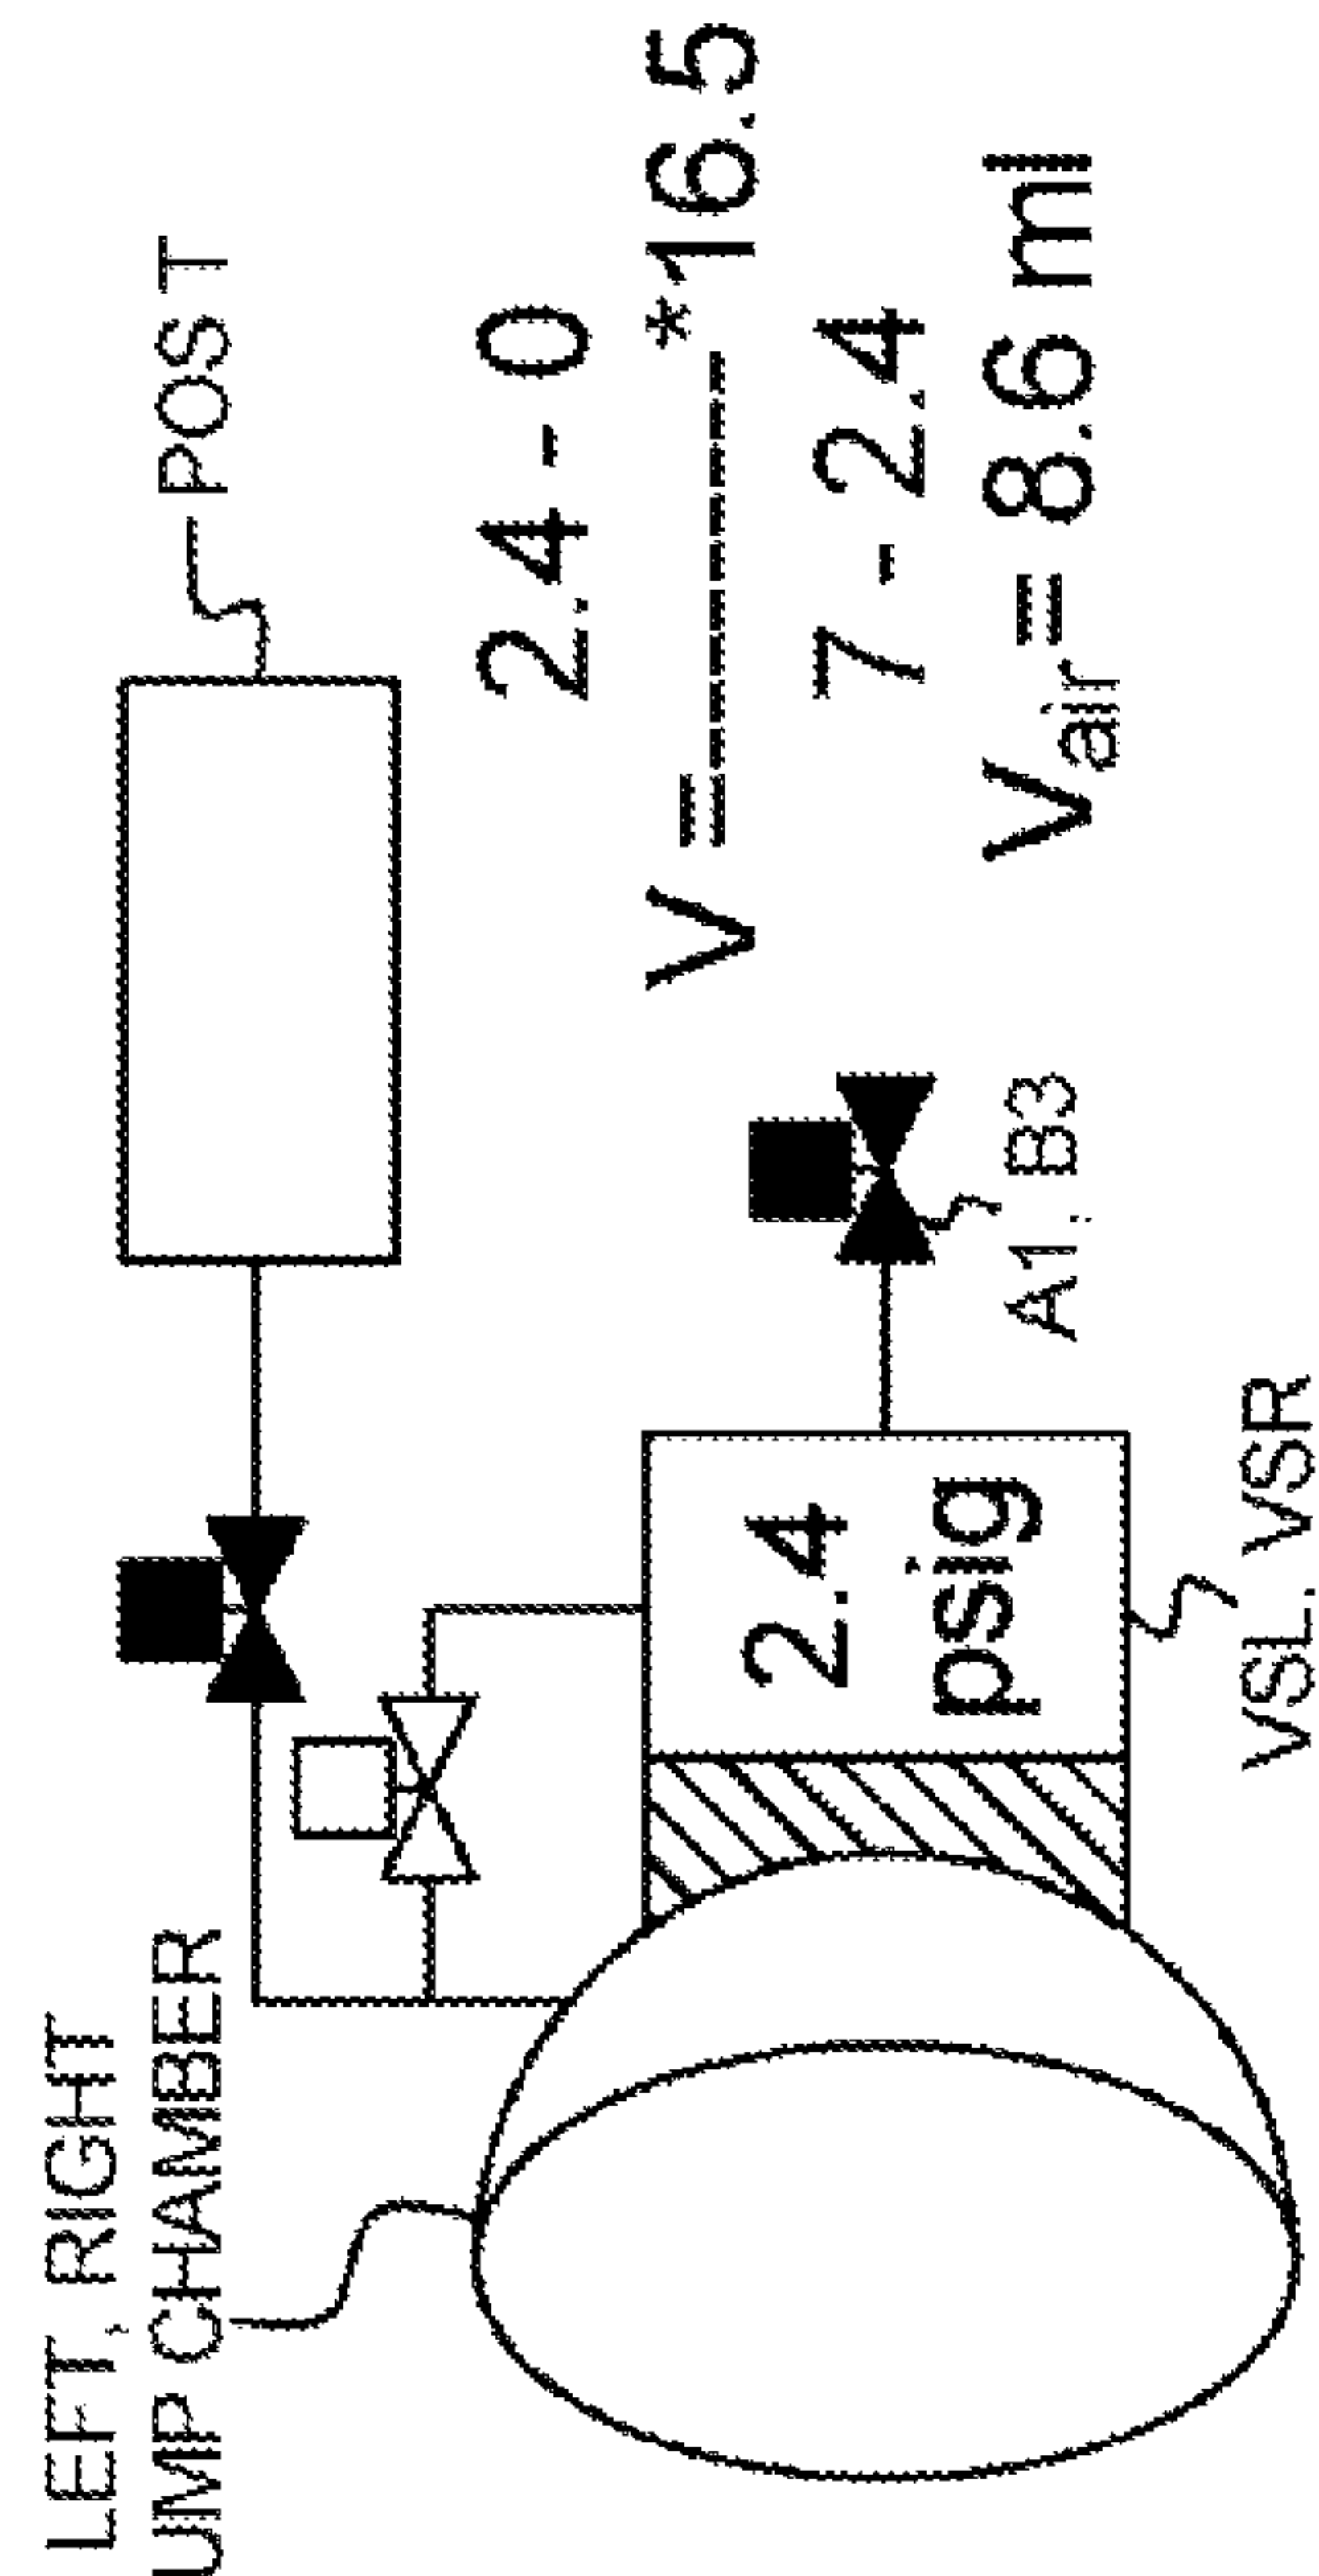 LEFT, RIGHT
UMP CHAMBER
POS T
2.4 - 0
V =--------- *16.5
7 - 2.4
Vair = 8.6 ml
2.4
psig
A1, B3
VSL, VSR